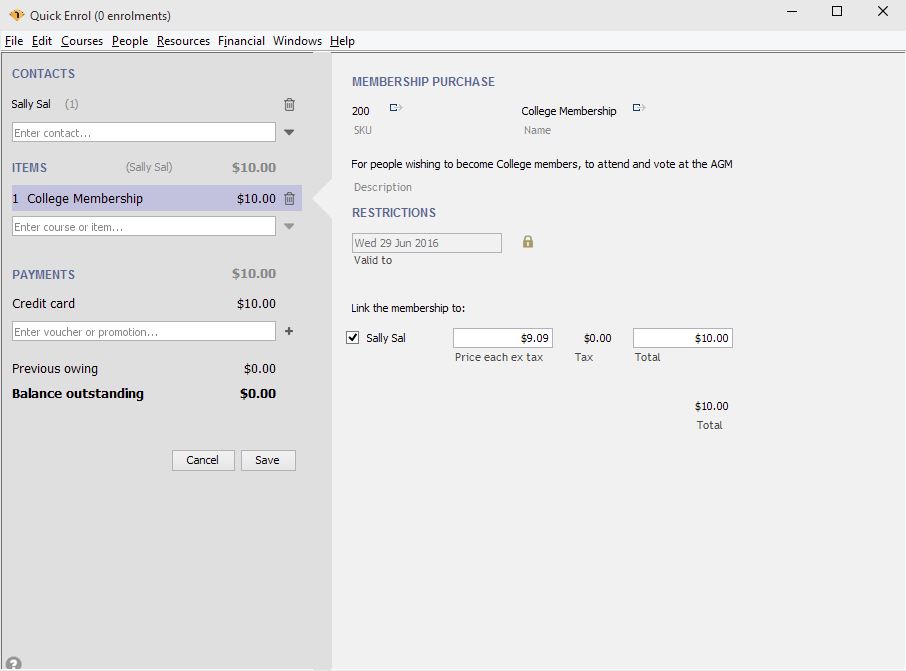 Quick Enrol (0 enrolments)
File Edit Courses People Resources Financial Windows Help
CONTACTS
Sally Sal (1)
Enter contact...
ITEMS (Sally Sal) $10.00
1 College Membership $10.00
Enter course or item...
PAYMENTS $10.00
Credit card $10.00
Enter voucher or promotion...
Previous owing $0.00
Balance outstanding $0.00
Cancel Save
?
MEMBERSHIP PURCHASE
200 College Membership
SKU Name
For people wishing to become College members, to attend and vote at the AGM
Description
RESTRICTIONS
Wed 29 Jun 2016
Valid to
Link the membership to:
Sally Sal $9.09 $0.00 $10.00
Price each ex tax Tax Total
$10.00
Total